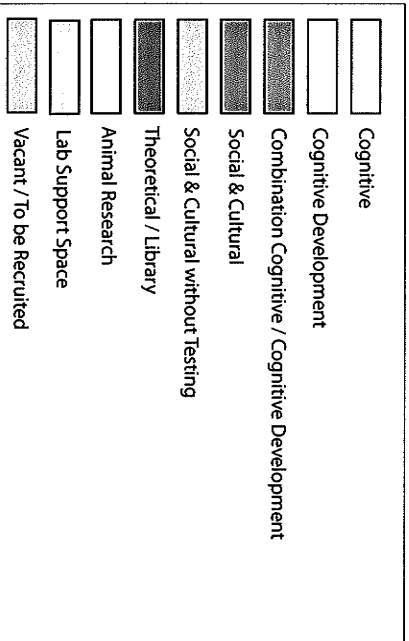 Cognitive
Cognitive Development
Combination Cognitive / Cognitive Development
Social & Cultural
Social & Cultural without Testing
Theoretical / Library
Animal Research
Lab Support Space
Vacant / To be Recruited